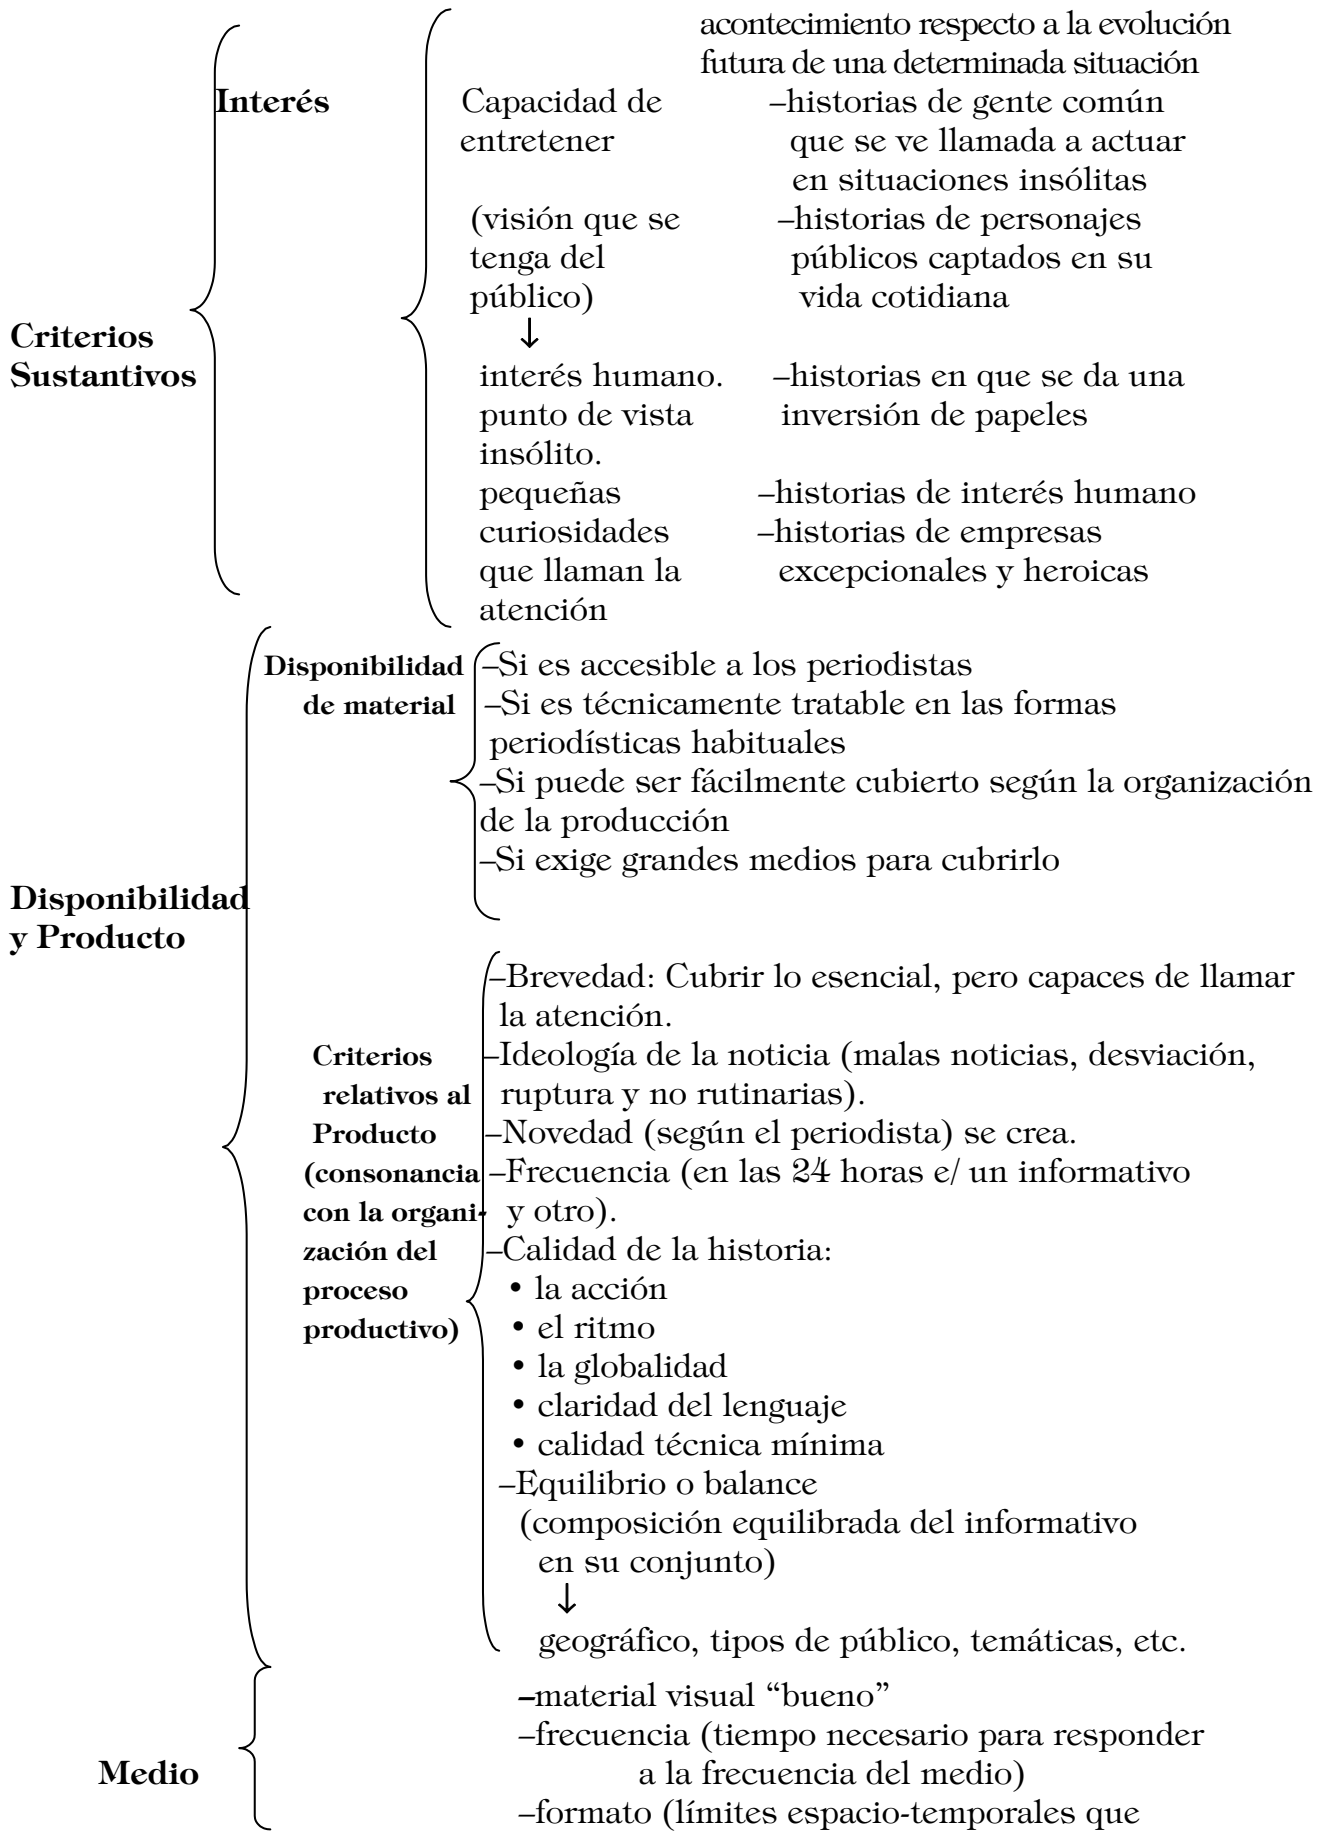 acontecimiento respecto a la evolución
futura de una determinada situación
Interés
Capacidad de
entretener
–historias de gente común
que se ve llamada a actuar
en situaciones insólitas
(visión que se
tenga del
público)
↓
–historias de personajes
públicos captados en su
vida cotidiana
Criterios
Sustantivos
interés humano.
punto de vista
insólito.
–historias en que se da una
inversión de papeles
pequeñas
curiosidades
que llaman la
atención
–historias de interés humano
–historias de empresas
excepcionales y heroicas
Disponibilidad
y Producto
Disponibilidad
de material
–Si es accesible a los periodistas
–Si es técnicamente tratable en las formas
periodísticas habituales
–Si puede ser fácilmente cubierto según la organización
de la producción
–Si exige grandes medios para cubrirlo
Criterios
relativos al
Producto
(consonancia
con la organi-
zación del
proceso
productivo)
–Brevedad: Cubrir lo esencial, pero capaces de llamar
la atención.
–Ideología de la noticia (malas noticias, desviación,
ruptura y no rutinarias).
–Novedad (según el periodista) se crea.
–Frecuencia (en las 24 horas e/ un informativo
y otro).
–Calidad de la historia:
• la acción
• el ritmo
• la globalidad
• claridad del lenguaje
• calidad técnica mínima
–Equilibrio o balance
(composición equilibrada del informativo
en su conjunto)
↓
geográfico, tipos de público, temáticas, etc.
Medio
–material visual “bueno”
–frecuencia (tiempo necesario para responder
a la frecuencia del medio)
–formato (límites espacio-temporales que